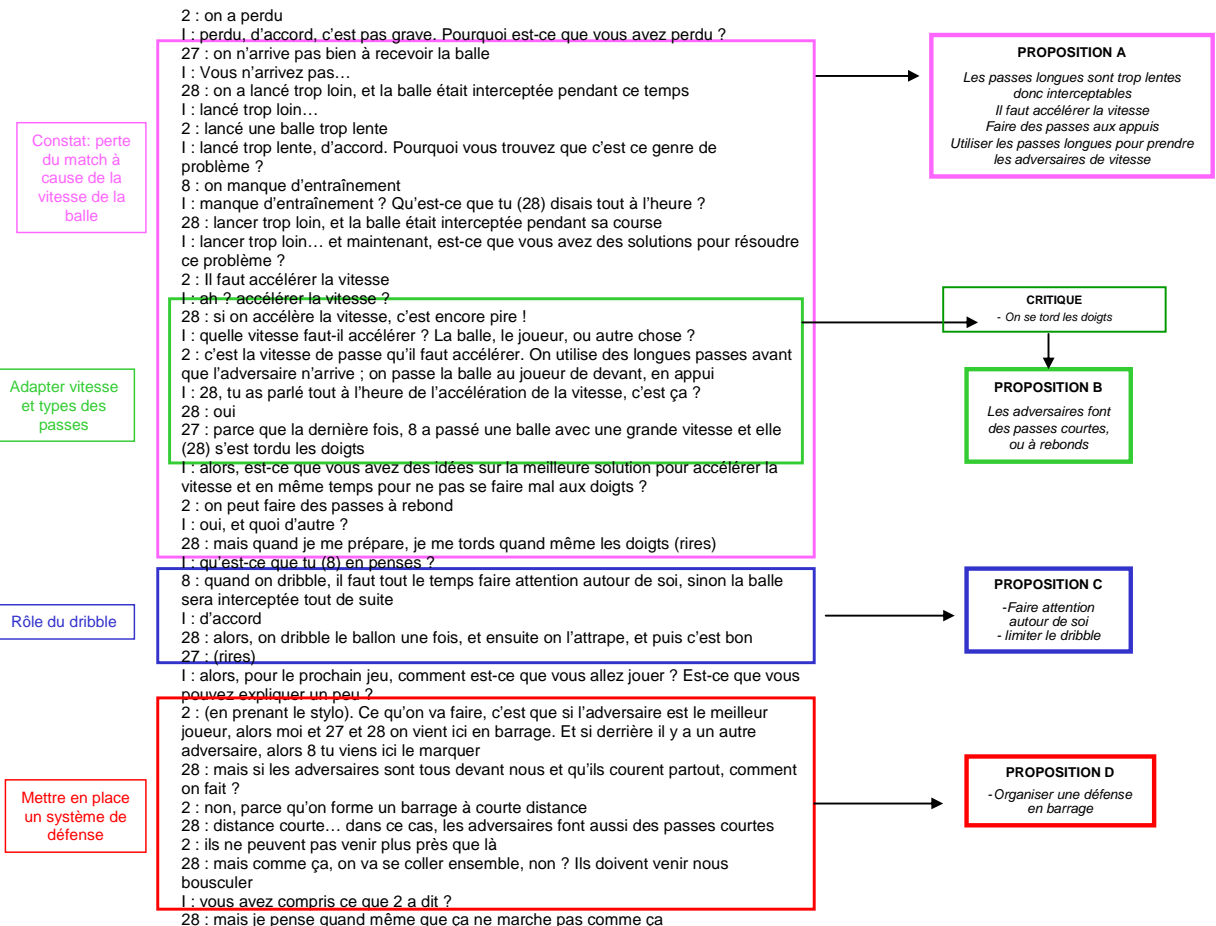 2 : on a perdu
I : perdu, d'accord, c'est pas grave. Pourquoi est-ce que vous avez perdu ?
27 : on n'arrive pas bien à recevoir la balle
I : Vous n'arrivez pas…
28 : on a lancé trop loin, et la balle était interceptée pendant ce temps
I : lancé trop loin…
2 : lancé une balle trop lente
I : lancé trop lente, d'accord. Pourquoi vous trouvez que c'est ce genre de
problème ?
8 : on manque d'entraînement
I : manque d'entraînement ? Qu'est-ce que tu (28) disais tout à l'heure ?
28 : lancer trop loin, et la balle était interceptée pendant sa course
I : lancer trop loin… et maintenant, est-ce que vous avez des solutions pour résoudre
ce problème ?
2 : Il faut accélérer la vitesse
I : ah ? accélérer la vitesse ?
28 : si on accélère la vitesse, c'est encore pire !
I : quelle vitesse faut-il accélérer ? La balle, le joueur, ou autre chose ?
2 : c'est la vitesse de passe qu'il faut accélérer. On utilise des longues passes avant
que l'adversaire n'arrive ; on passe la balle au joueur de devant, en appui
I : 28, tu as parlé tout à l'heure de l'accélération de la vitesse, c'est ça ?
28 : oui
27 : parce que la dernière fois, 8 a passé une balle avec une grande vitesse et elle
(28) s'est tordu les doigts
I : alors, est-ce que vous avez des idées sur la meilleure solution pour accélérer la
vitesse et en même temps pour ne pas se faire mal aux doigts ?
2 : on peut faire des passes à rebond
I : oui, et quoi d'autre ?
28 : mais quand je me prépare, je me tords quand même les doigts (rires)
I : qu'est-ce que tu (8) en penses ?
8 : quand on dribble, il faut tout le temps faire attention autour de soi, sinon la balle
sera interceptée tout de suite
I : d'accord
28 : alors, on dribble le ballon une fois, et ensuite on l'attrape, et puis c'est bon
27 : (rires)
I : alors, pour le prochain jeu, comment est-ce que vous allez jouer ? Est-ce que vous
pouvez expliquer un peu ?
2 : (en prenant le stylo). Ce qu'on va faire, c'est que si l'adversaire est le meilleur
joueur, alors moi et 27 et 28 on vient ici en barrage. Et si derrière il y a un autre
adversaire, alors 8 tu viens ici le marquer
28 : mais si les adversaires sont tous devant nous et qu'ils courent partout, comment
on fait ?
2 : non, parce qu'on forme un barrage à courte distance
28 : distance courte… dans ce cas, les adversaires font aussi des passes courtes
2 : ils ne peuvent pas venir plus près que là
28 : mais comme ça, on va se coller ensemble, non ? Ils doivent venir nous
bousculer
I : vous avez compris ce que 2 a dit ?
28 : mais je pense quand même que ça ne marche pas comme ça
Constat: perte
du match à
cause de la
vitesse de la
balle
Adapter vitesse
et types des
passes
Rôle du dribble
Mettre en place
un système de
défense
PROPOSITION A
Les passes longues sont trop lentes
donc interceptables
Il faut accélérer la vitesse
Faire des passes aux appuis
Utiliser les passes longues pour prendre
les adversaires de vitesse
CRITIQUE
- On se tord les doigts
PROPOSITION B
Les adversaires font
des passes courtes,
ou à rebonds
PROPOSITION C
-Faire attention
autour de soi
- limiter le dribble
PROPOSITION D
-Organiser une défense
en barrage